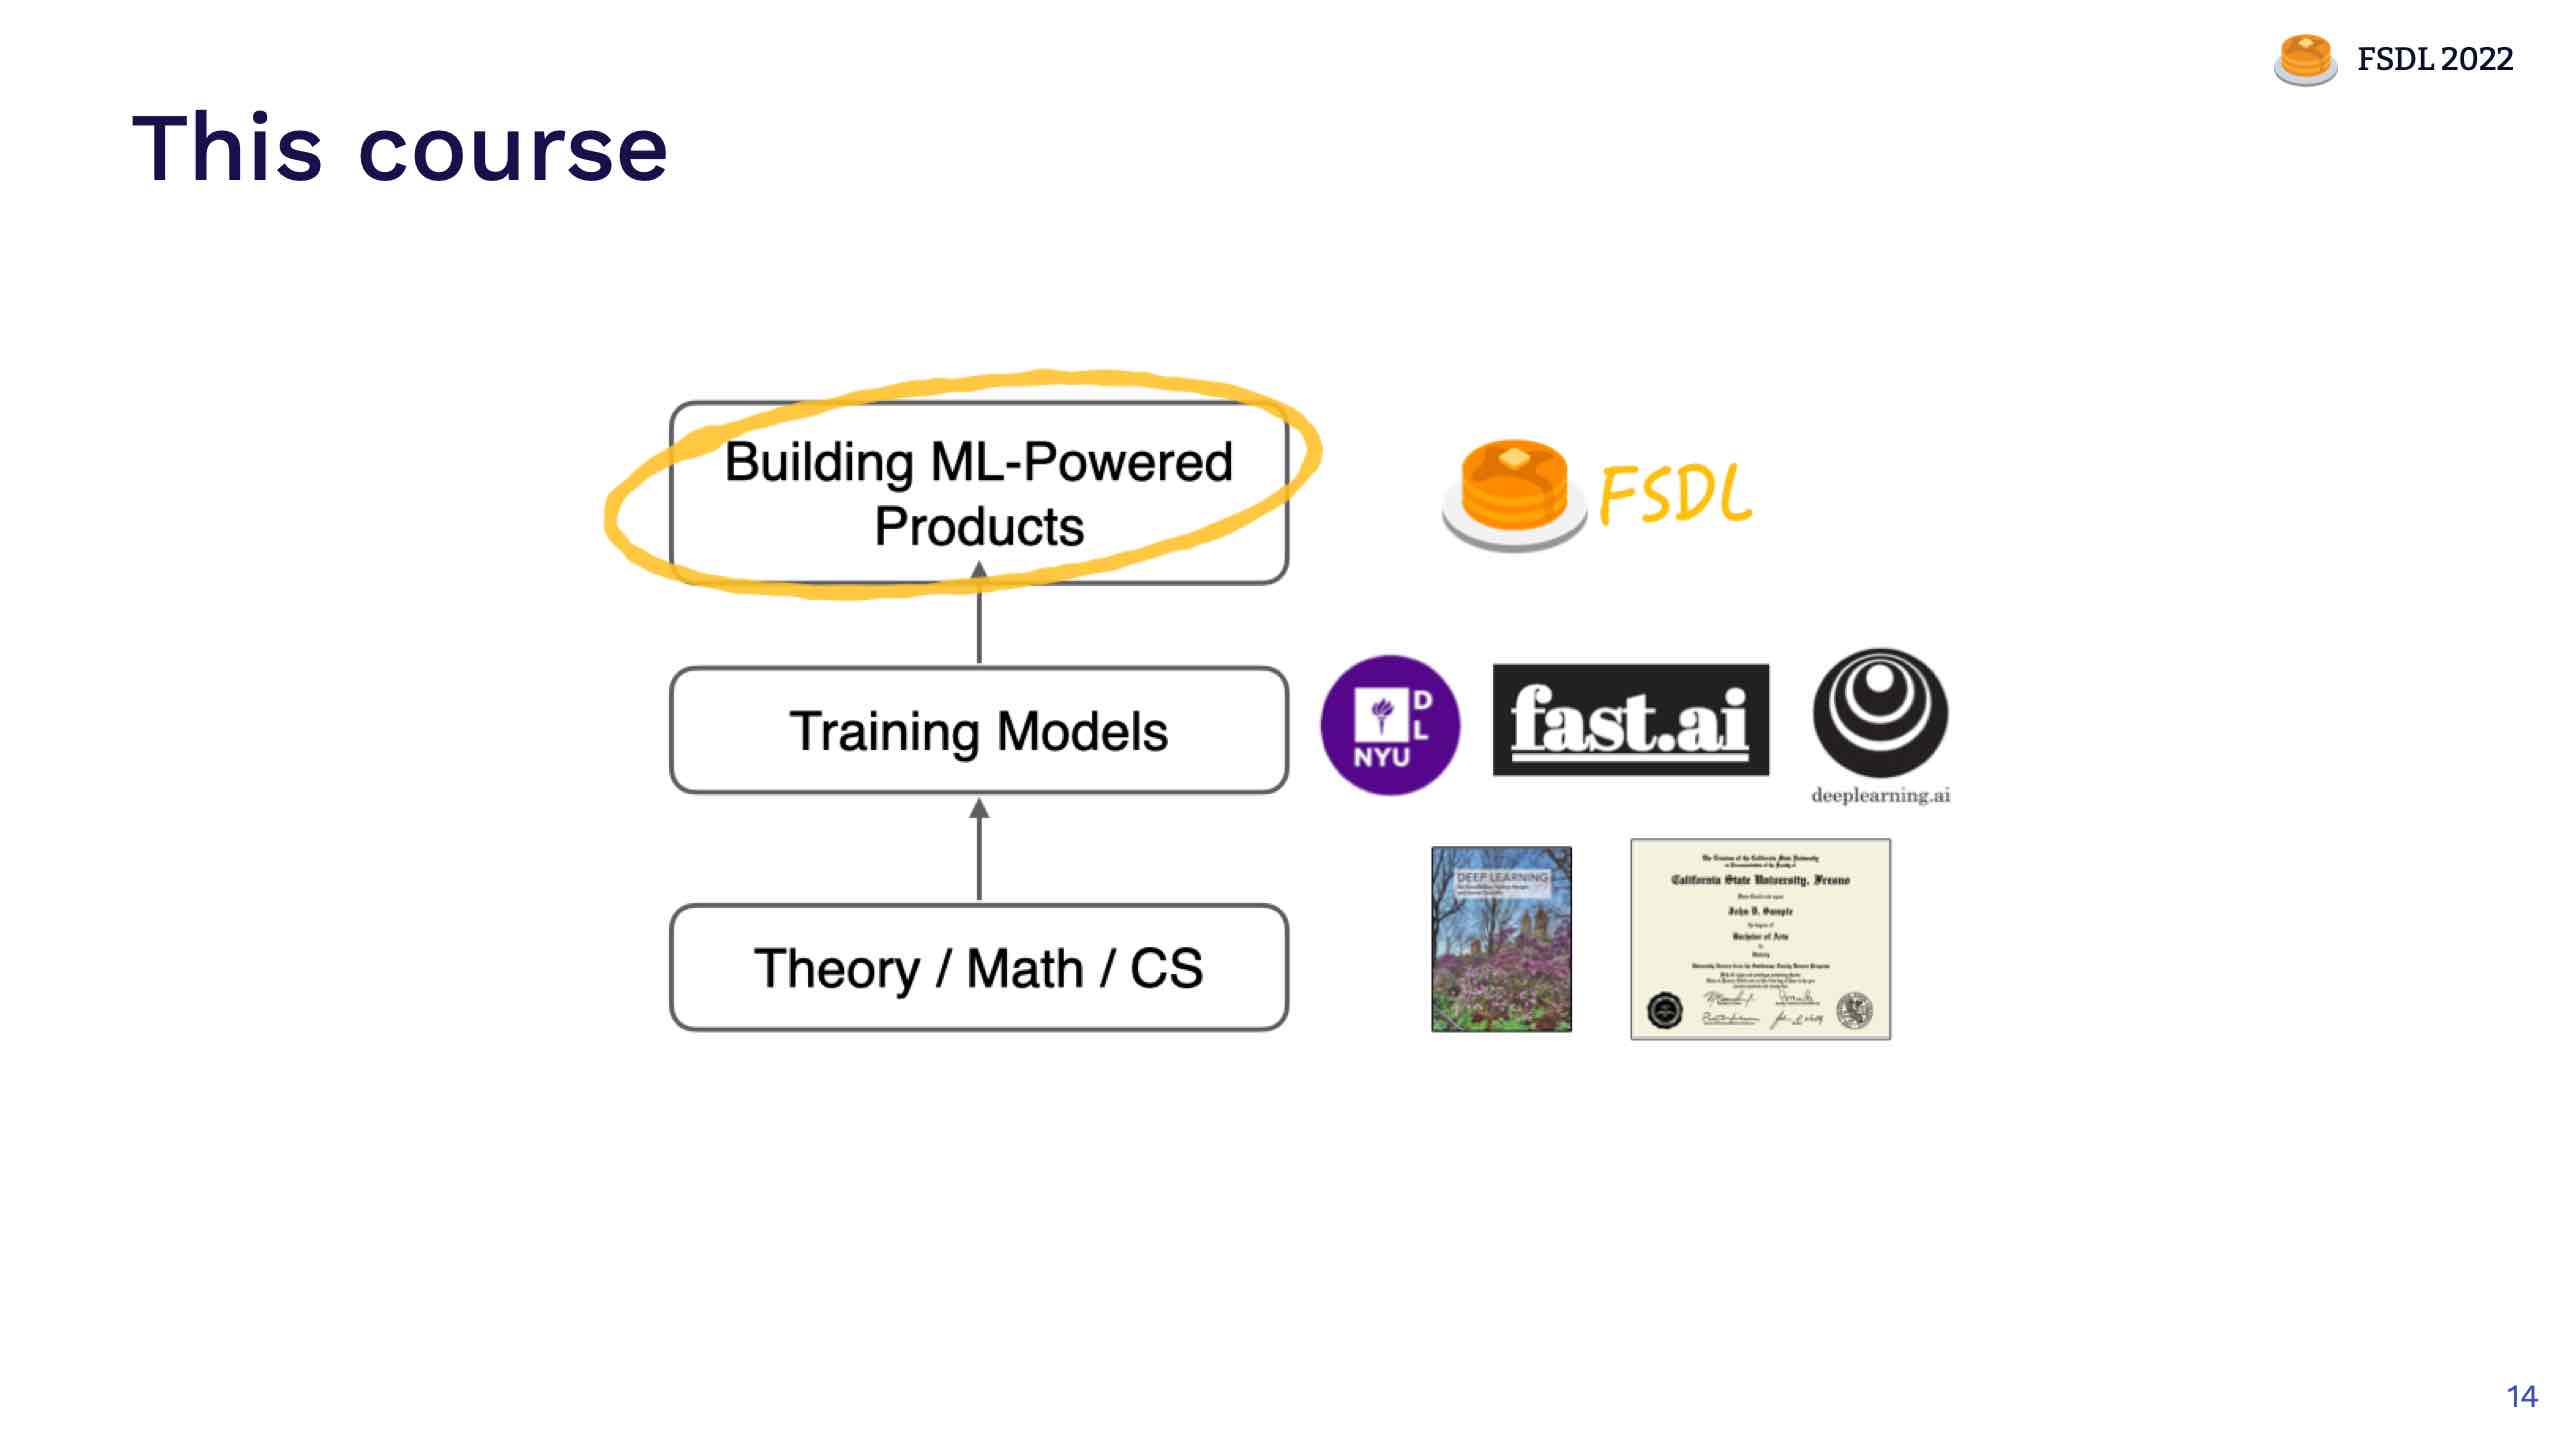 FSDL 2022
This course
Building ML-Powered
Products
FSDL
Training Models
D
L
NYU
fast.ai
deeplearning.ai
Theory / Math / CS
DEEP LEARNING
California State University, Fresno
John D. Sample
Bachelor of Arts
14